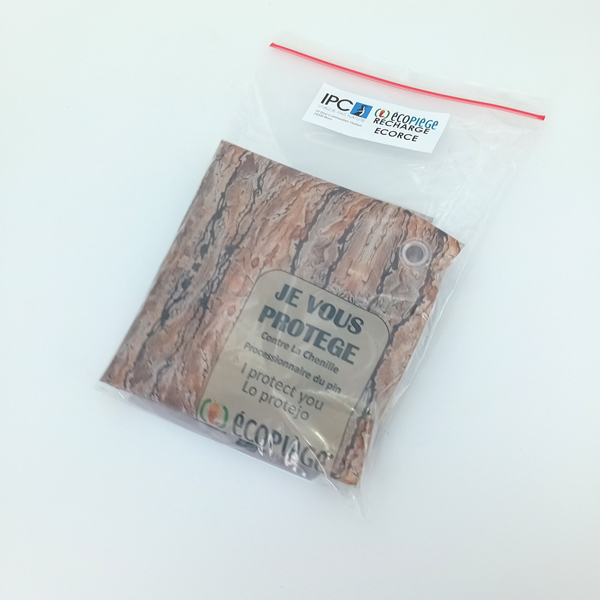 IPC
écopiège
RECHARGE
ECORCE
JE VOUS
PROTEGE
Contre La Chenille
Processionnaire du pin
I protect you
Lo protejo
écopiège